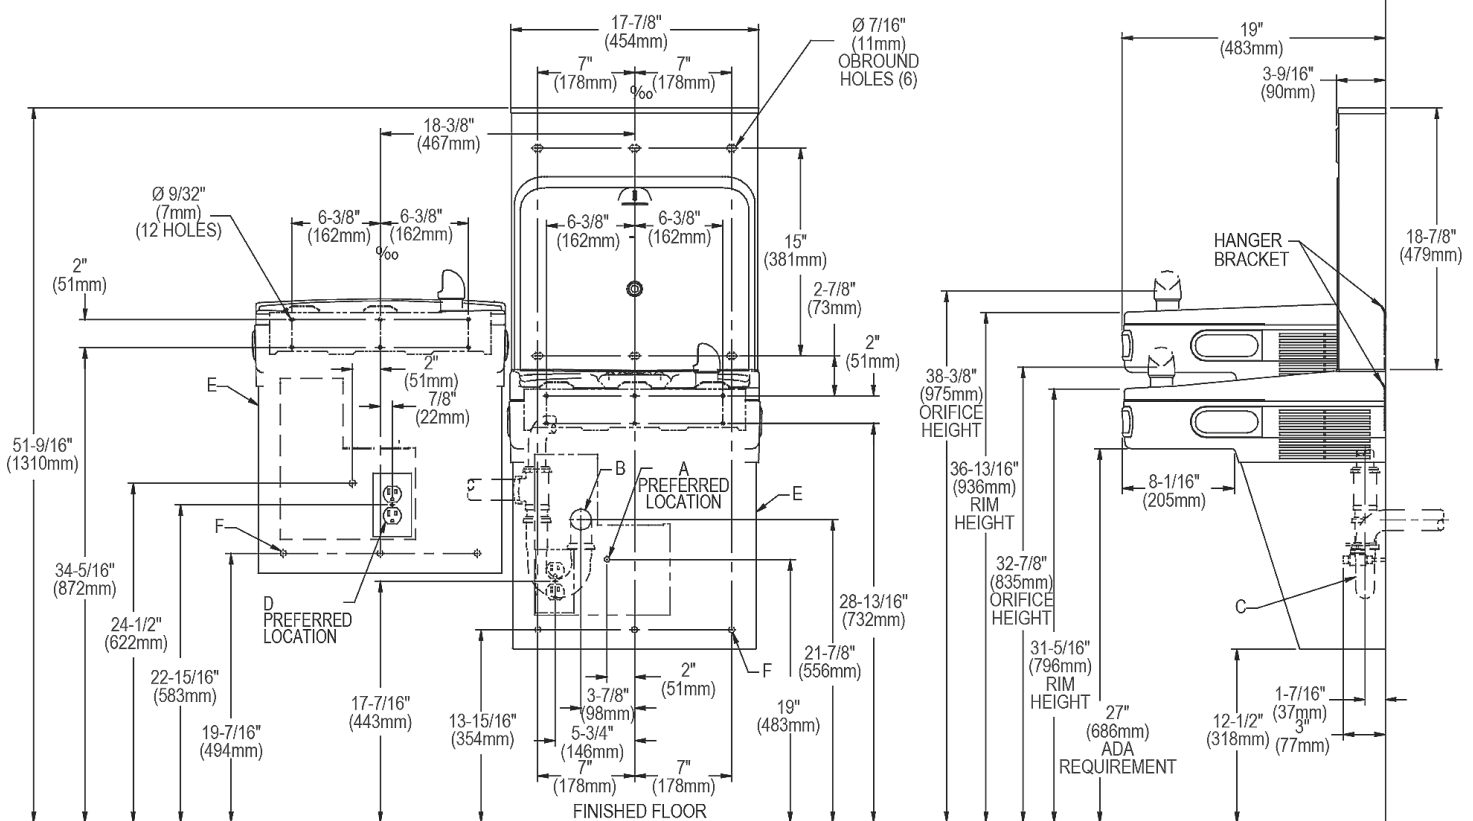 17-7/8"
(454mm)
7"
(178mm)
7"
(178mm)
‰
Ø 7/16"
(11mm)
OBROUND
HOLES (6)
18-3/8"
(467mm)
Ø 9/32"
(7mm)
(12 HOLES)
6-3/8"
(162mm)
6-3/8"
(162mm)
‰
6-3/8"
(162mm)
6-3/8"
(162mm)
15"
(381mm)
2"
(51mm)
2-7/8"
(73mm)
2"
(51mm)
E
2"
(51mm)
7/8"
(22mm)
51-9/16"
(1310mm)
B
A
PREFERRED
LOCATION
E
F
34-5/16"
(872mm)
D
PREFERRED
LOCATION
24-1/2"
(622mm)
22-15/16"
(583mm)
19-7/16"
(494mm)
17-7/16"
(443mm)
13-15/16"
(354mm)
28-13/16"
(732mm)
21-7/8"
(556mm)
F
2"
(51mm)
3-7/8"
(98mm)
19"
(483mm)
5-3/4"
(146mm)
7"
(178mm)
7"
(178mm)
FINISHED FLOOR
19"
(483mm)
3-9/16"
(90mm)
HANGER
BRACKET
18-7/8"
(479mm)
38-3/8"
(975mm)
ORIFICE
HEIGHT
36-13/16"
(936mm)
RIM
HEIGHT
8-1/16"
(205mm)
32-7/8"
(835mm)
ORIFICE
HEIGHT
C
31-5/16"
(796mm)
RIM
HEIGHT
27"
(686mm)
ADA
REQUIREMENT
12-1/2"
(318mm)
1-7/16"
(37mm)
3"
(77mm)